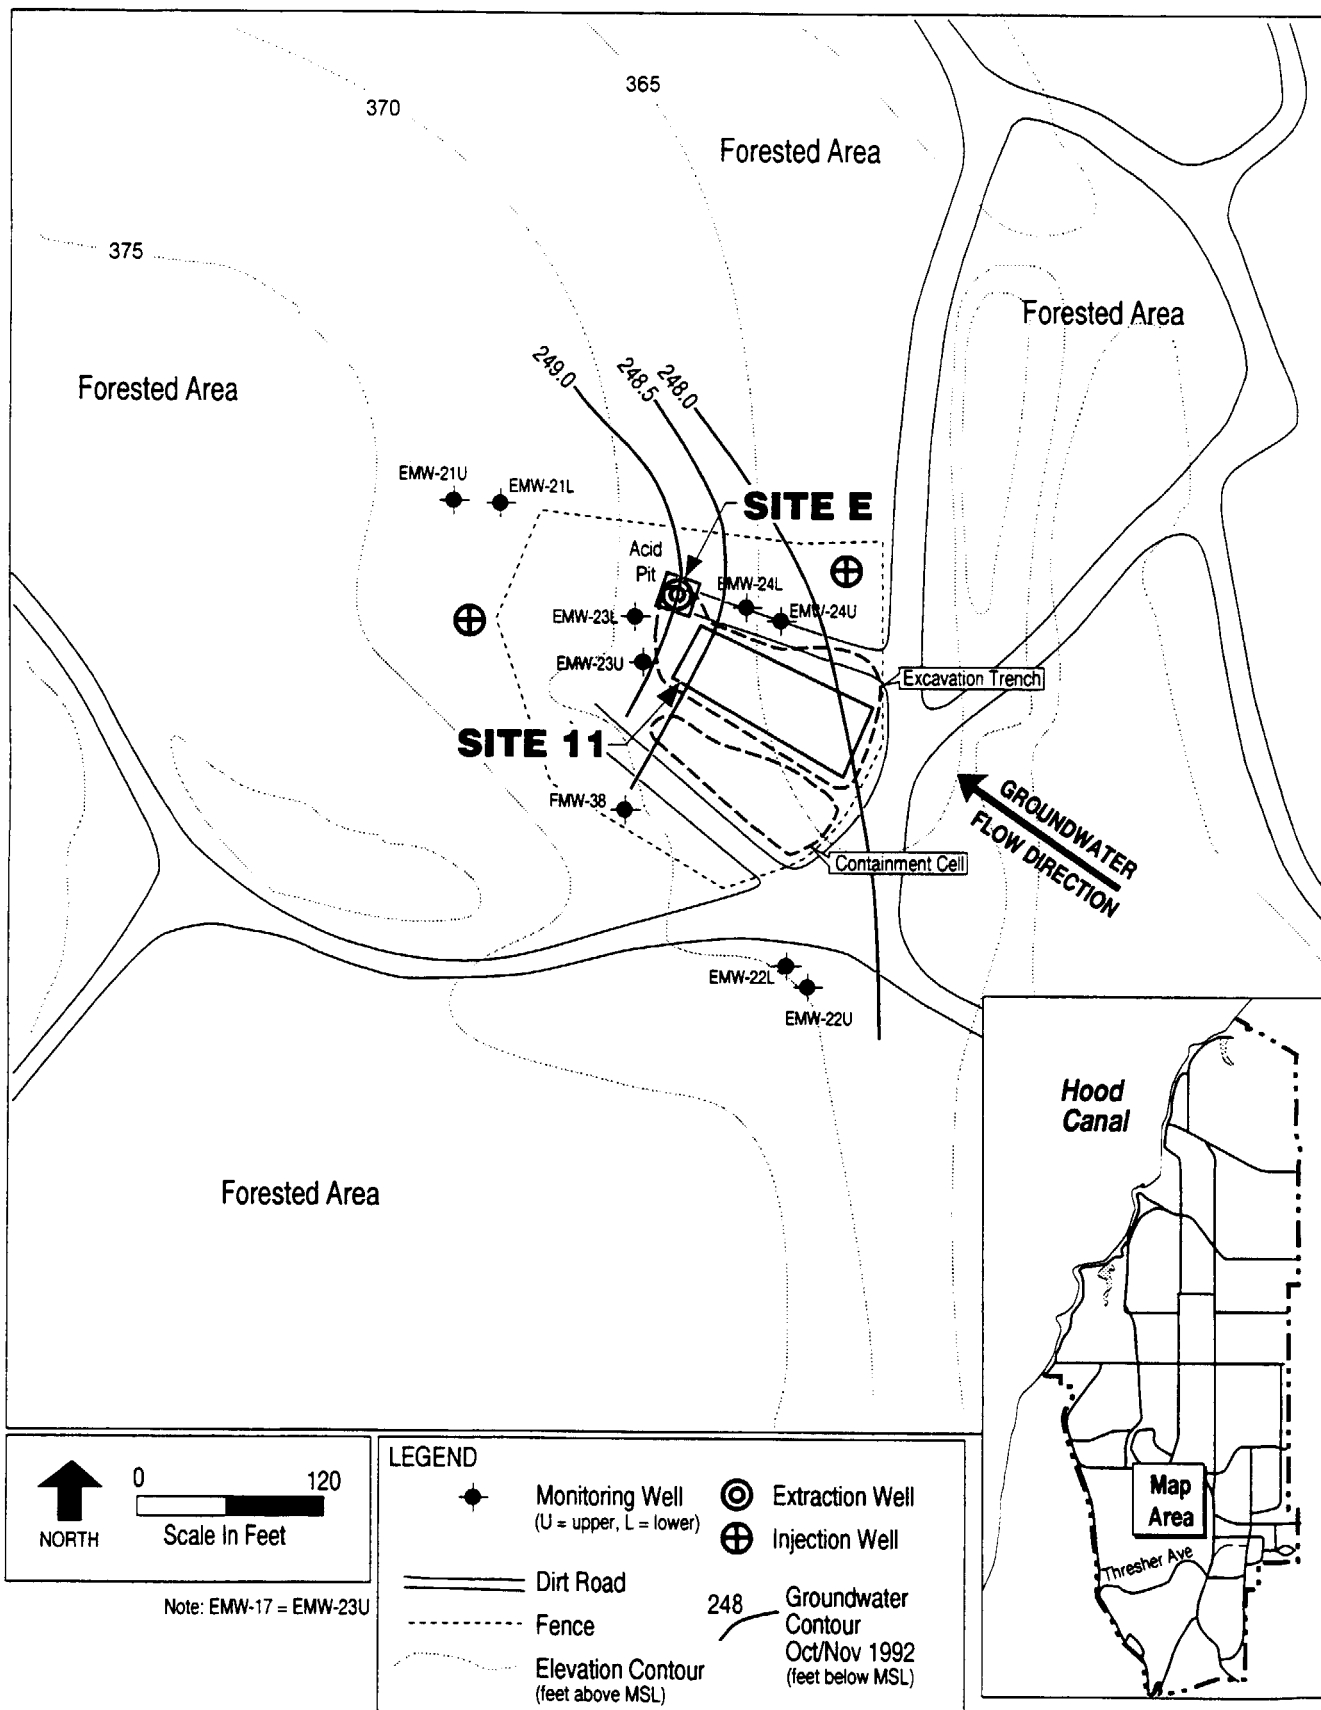 365
370
Forested Area
375
Forested Area
Forested Area
249.0
248.5
248.0
EMW-21U
EMW-21L
SITE E
Acid
Pit
EMW-24L
EMW-24U
EMW-23L
EMW-23U
Excavation Trench
SITE 11
GROUNDWATER
FLOW DIRECTION
EMW-38
Containment Cell
EMW-22L
EMW-22U
Forested Area
Hood
Canal
Map
Area
Thresher Ave
NORTH
0
120
Scale In Feet
Note: EMW-17 = EMW-23U
LEGEND
Monitoring Well
(U = upper, L = lower)
Extraction Well
Injection Well
Dirt Road
Fence
Elevation Contour
(feet above MSL)
248
Groundwater
Contour
Oct/Nov 1992
(feet below MSL)